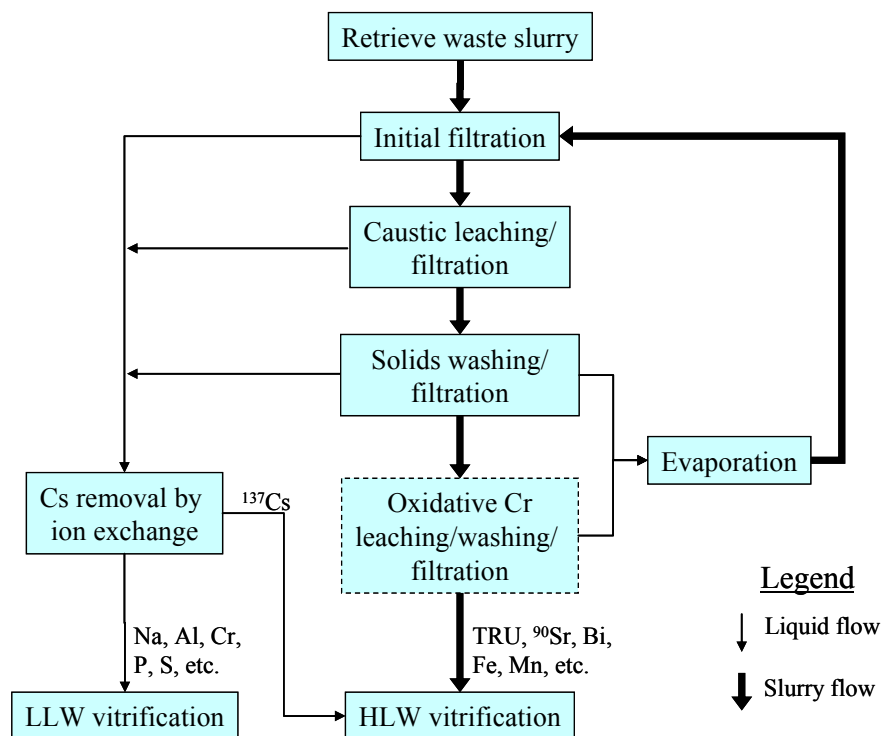 Retrieve waste slurry
Initial filtration
Caustic leaching/
filtration
Solids washing/
filtration
Evaporation
Cs removal by
ion exchange
¹³⁷Cs
Oxidative Cr
leaching/washing/
filtration
Legend
Liquid flow
Slurry flow
Na, Al, Cr,
P, S, etc.
TRU, ⁹⁰Sr, Bi,
Fe, Mn, etc.
LLW vitrification
HLW vitrification